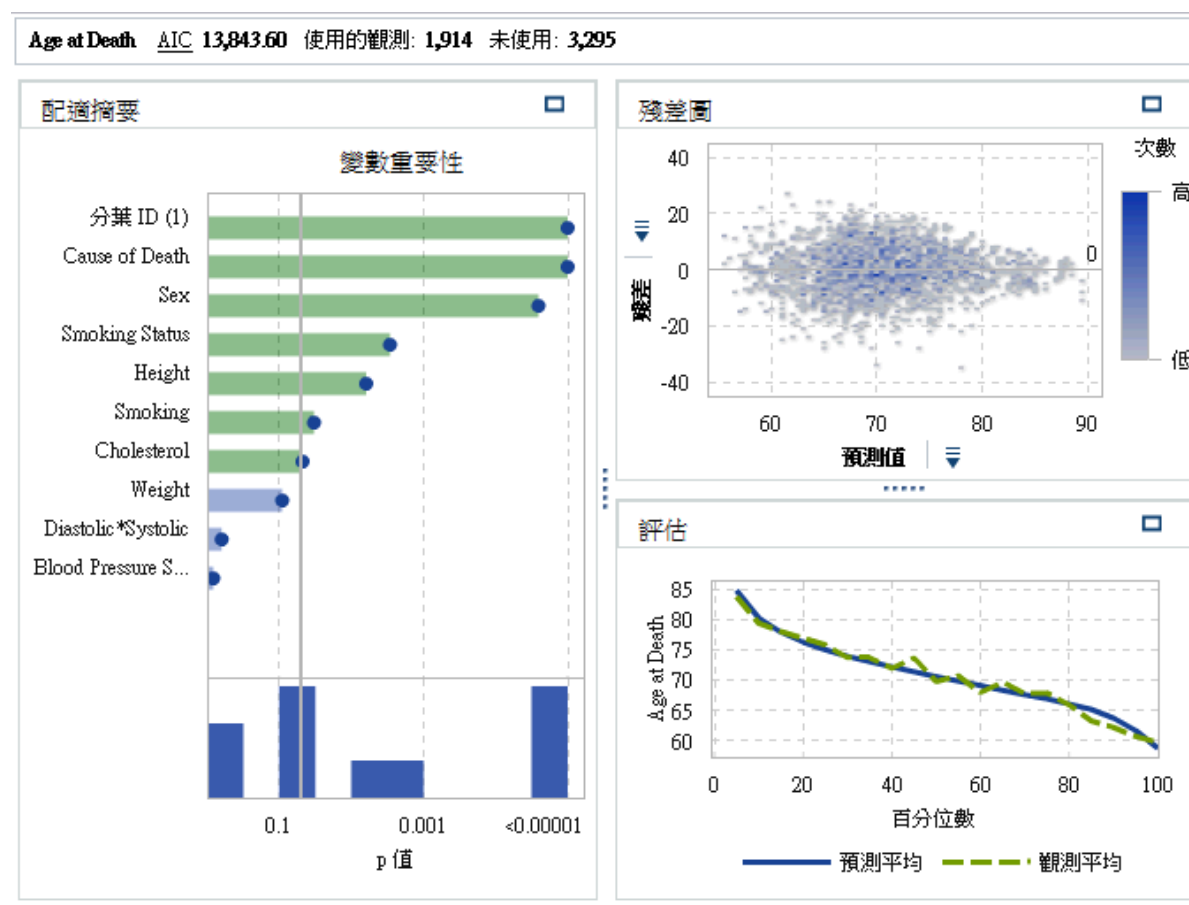 Age at Death AIC 13,843.60 使用的觀測: 1,914 未使用: 3,295
配適摘要
變數重要性
分葉 ID (1)
Cause of Death
Sex
Smoking Status
Height
Smoking
Cholesterol
Weight
Diastolic*Systolic
Blood Pressure S...
0.1 0.001 <0.00001
p 值
殘差圖
次數
高
低
40
20
0
-20
-40
0
殘差
60 70 80 90
預測值
評估
85
80
75
70
65
60
Age at Death
0 20 40 60 80 100
百分位數
預測平均 觀測平均